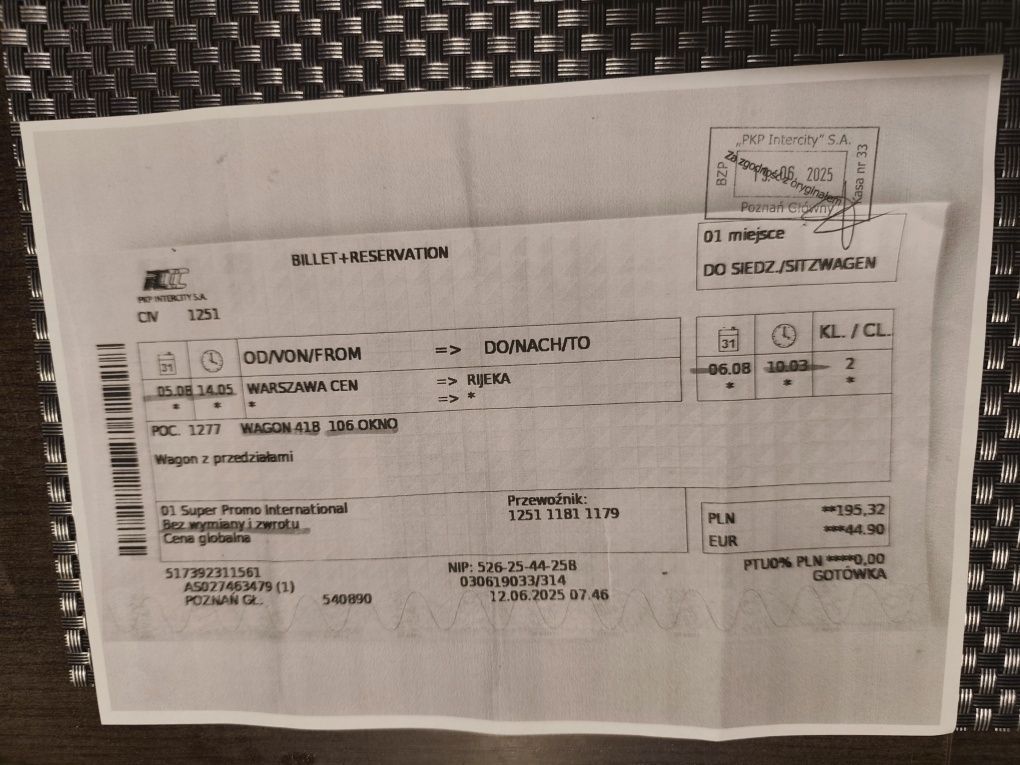 „PKP Intercity” S.A.
BZP
Za zgodność z oryginałem
06. 2025
Kasa nr 33
Poznań Główny
01 miejsce
DO SIEDZ./SITZWAGEN
BILLET+RESERVATION
PKP INTERCITY S.A.
CIV 1251
31 OD/VON/FROM => DO/NACH/TO 31 KL. / CL.
05.08 14.05 WARSZAWA CEN => RIJEKA 06.08 10.03 2
* * * => * * * *
POC. 1277 WAGON 41B 106 OKNO
Wagon z przedziałami
01 Super Promo International
Bez wymiany i zwrotu
Cena globalna
Przewoźnik:
1251 1181 1179
PLN **195,32
EUR ***44.90
517392311561
AS027463479 (1)
POZNAŃ GŁ. 540890
NIP: 526-25-44-258
030619033/314
12.06.2025 07.46
PTU0% PLN ****0,00
GOTÓWKA